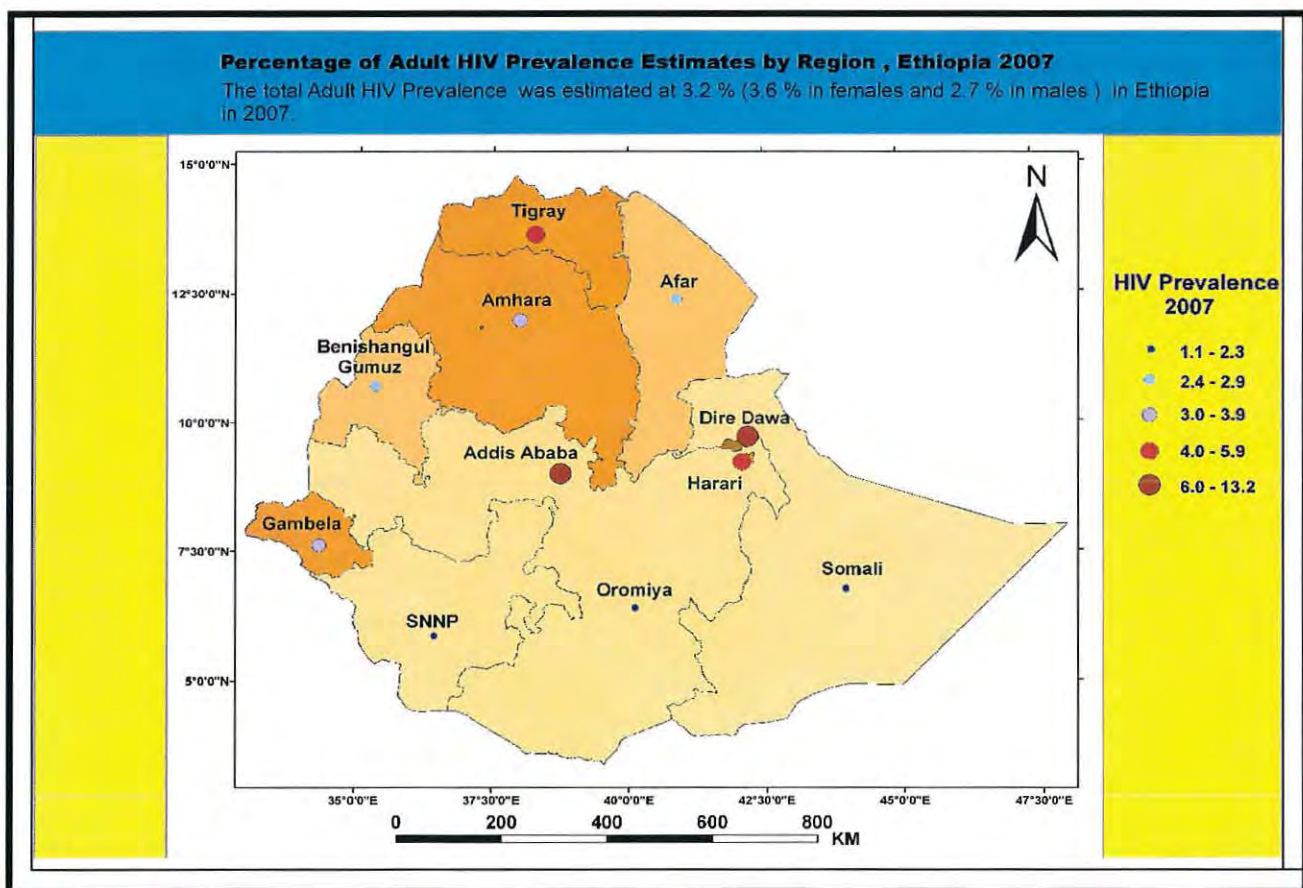 Percentage of Adult HIV Prevalence Estimates by Region , Ethiopia 2007
The total Adult HIV Prevalence was estimated at 3.2 % (3.6 % in females and 2.7 % in males ) in Ethiopia
in 2007.
15°0'0"N
N
Tigray
Afar
HIV Prevalence
2007
12°30'0"N
Amhara
Benishangul
Gumuz
1.1 - 2.3
2.4 - 2.9
3.0 - 3.9
4.0 - 5.9
6.0 - 13.2
10°0'0"N
Dire Dawa
Addis Ababa
Harari
Gambela
7°30'0"N
Somali
Oromiya
SNNP
5°0'0"N
35°0'0"E 37°30'0"E 40°0'0"E 42°30'0"E 45°0'0"E 47°30'0"E
0 200 400 600 800
KM